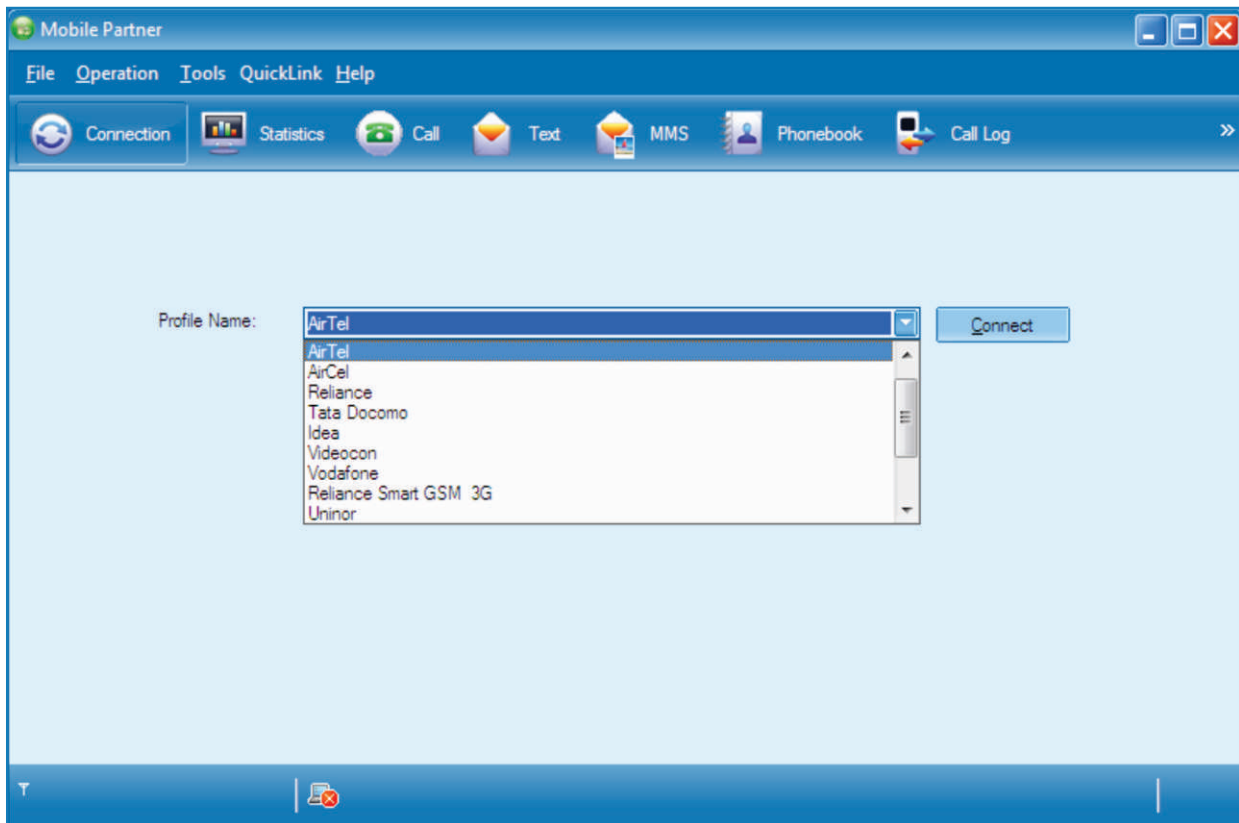 Mobile Partner
File Operation Tools QuickLink Help
Connection Statistics Call Text MMS Phonebook Call Log »
Profile Name: AirTel Connect
AirTel
AirCel
Reliance
Tata Docomo
Idea
Videocon
Vodafone
Reliance Smart GSM 3G
Uninor